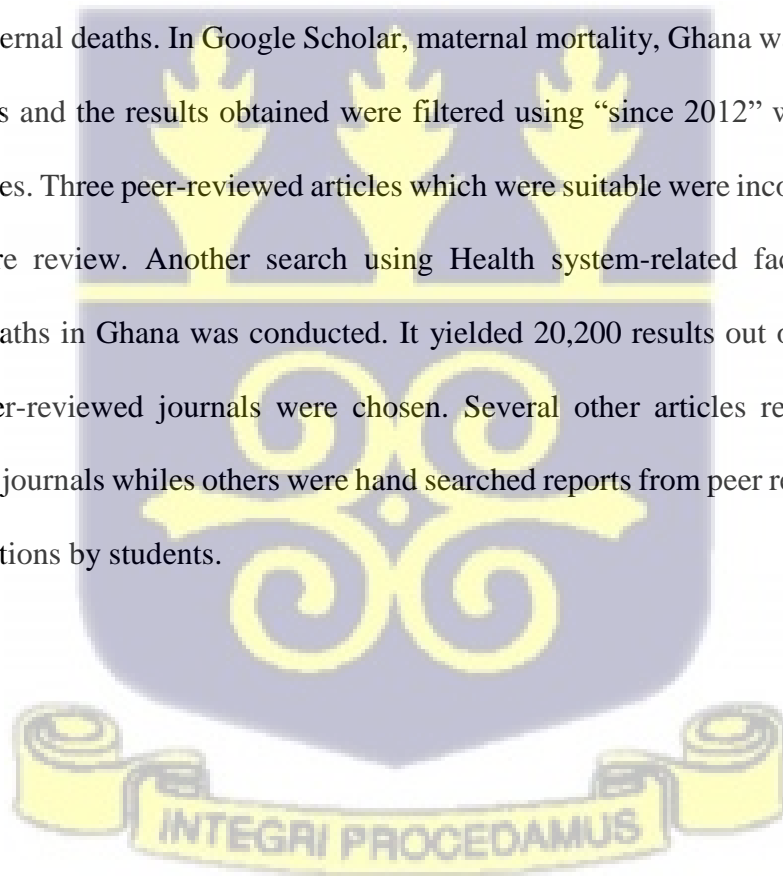 ernal deaths. In Google Scholar, maternal mortality, Ghana w
s and the results obtained were filtered using “since 2012” w
es. Three peer-reviewed articles which were suitable were inco
re review. Another search using Health system-related fac
aths in Ghana was conducted. It yielded 20,200 results out o
er-reviewed journals were chosen. Several other articles re
journals whiles others were hand searched reports from peer re
tions by students.
INTEGRI PROCEDAMUS